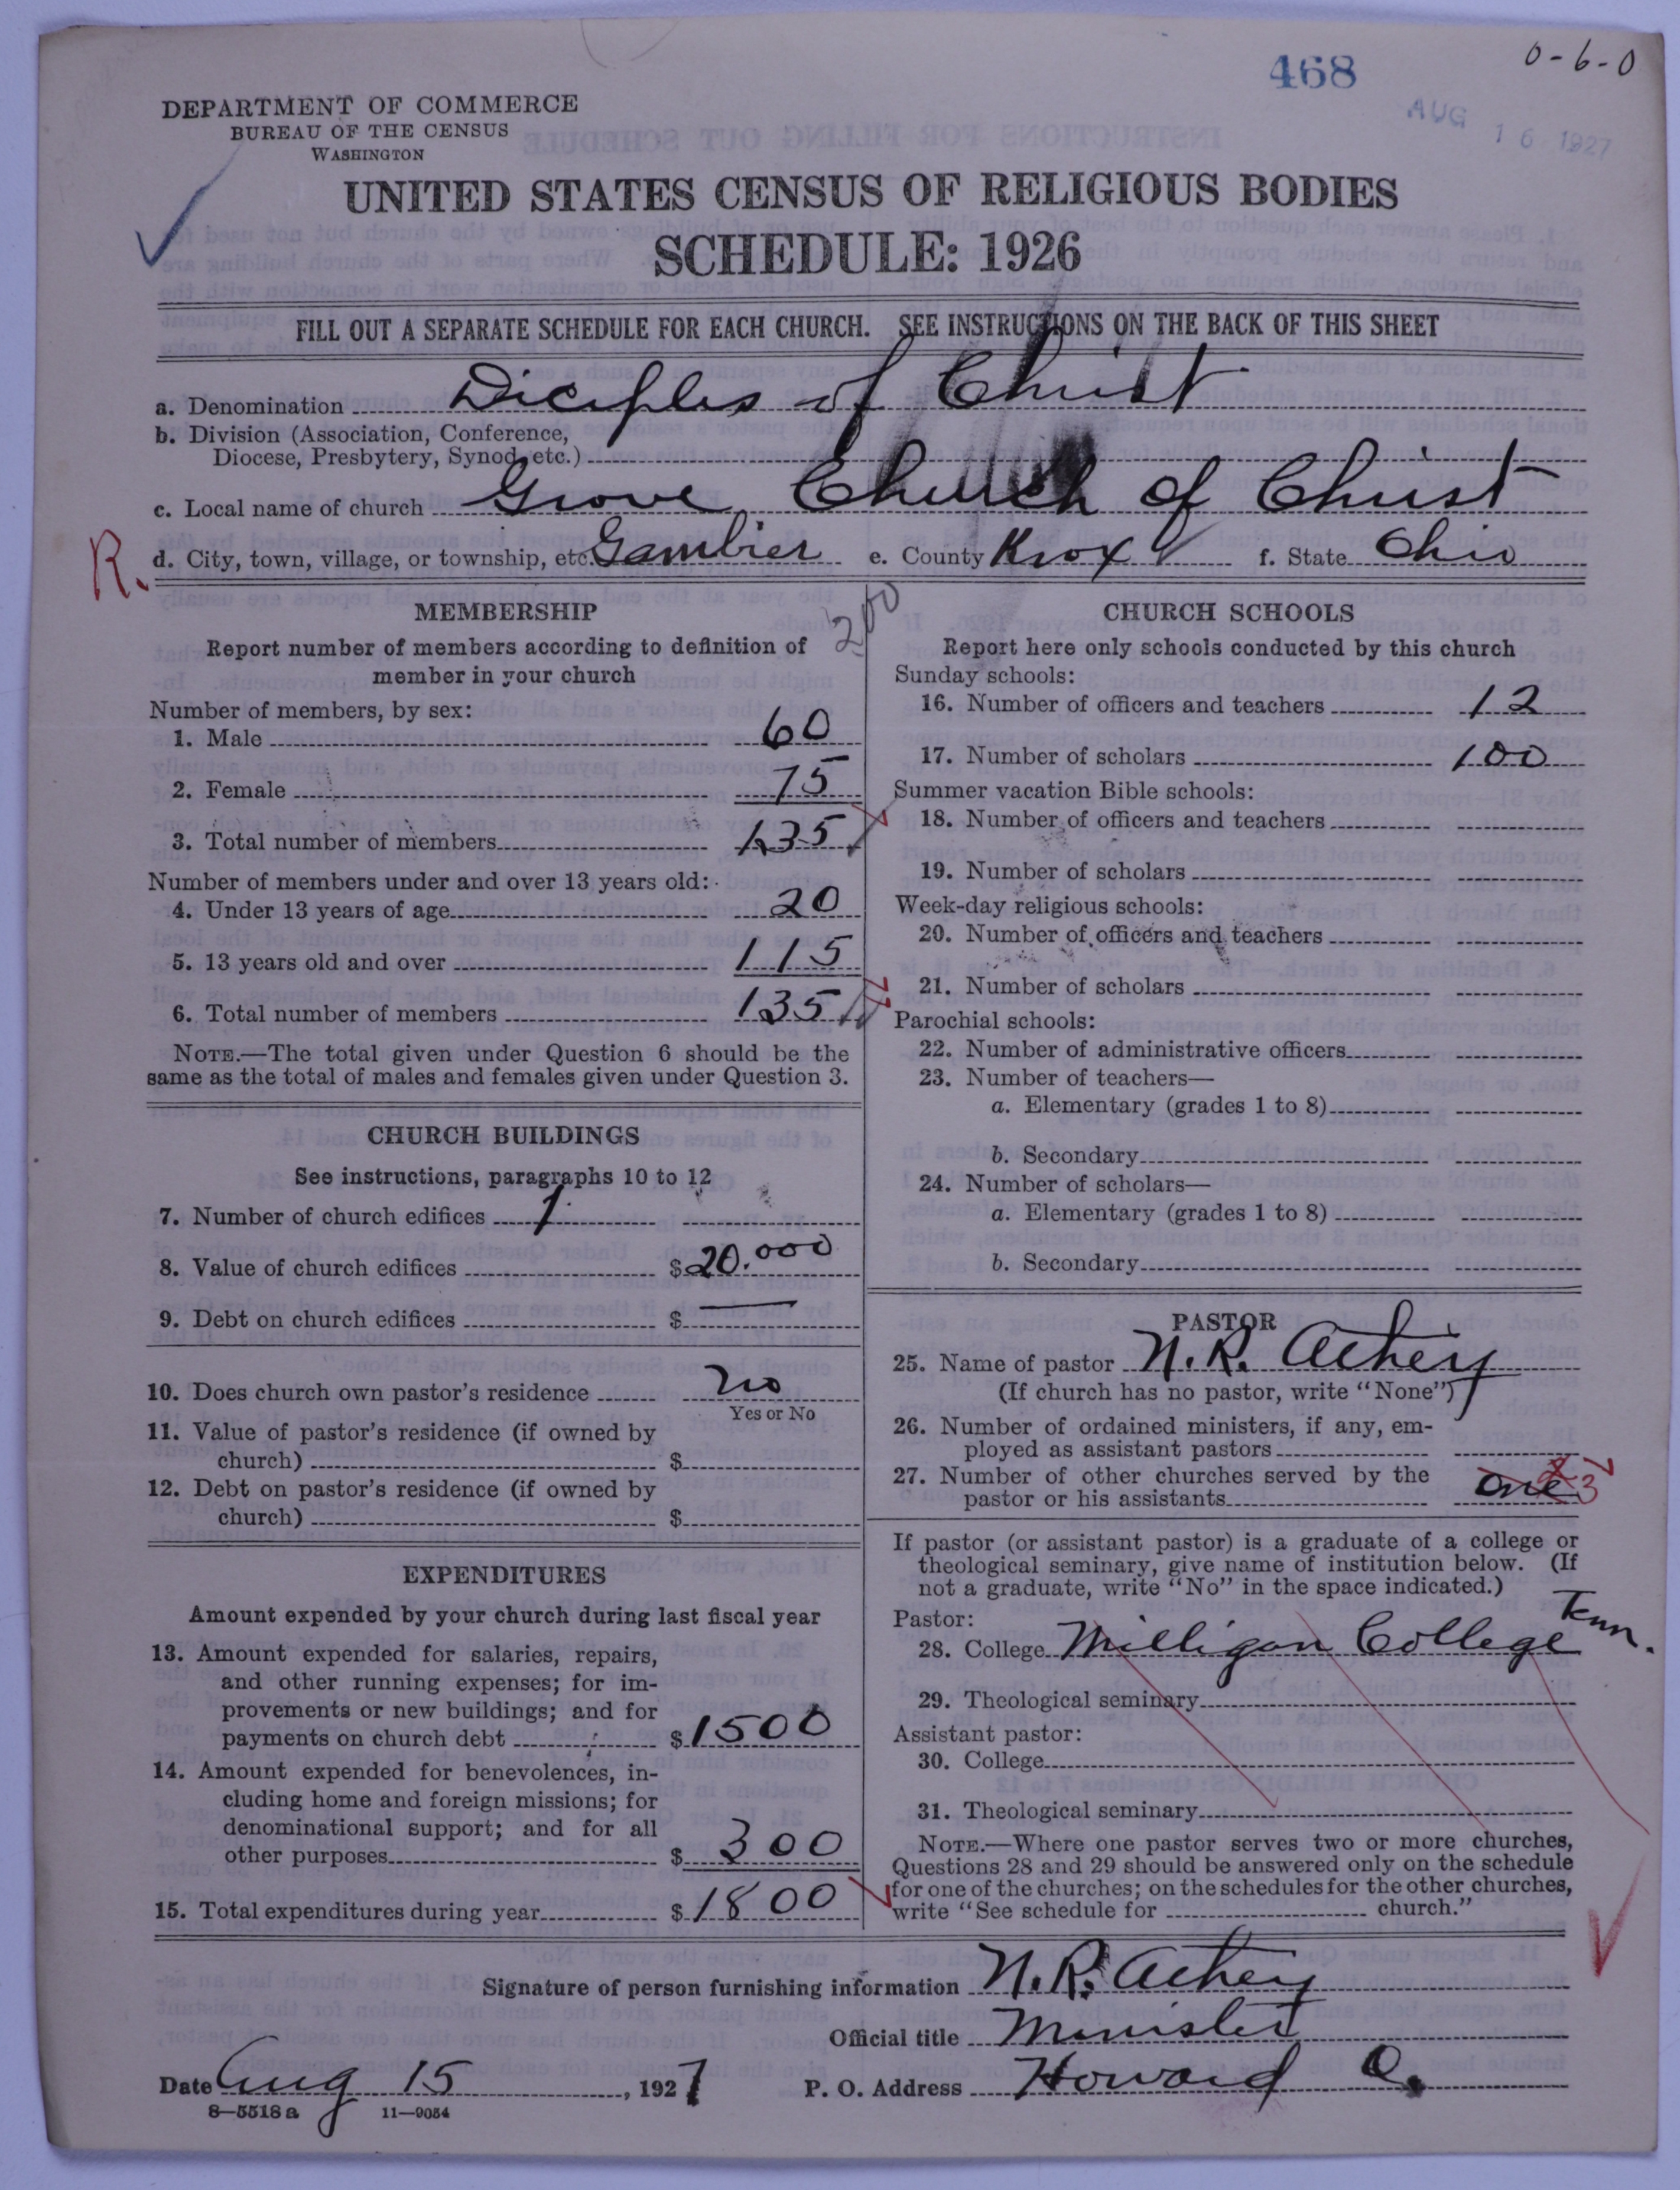 468
0-6-0
AUG 16 1927
DEPARTMENT OF COMMERCE
BUREAU OF THE CENSUS
WASHINGTON
UNITED STATES CENSUS OF RELIGIOUS BODIES
SCHEDULE: 1926
FILL OUT A SEPARATE SCHEDULE FOR EACH CHURCH. SEE INSTRUCTIONS ON THE BACK OF THIS SHEET
a. Denomination Diciples of Christ
b. Division (Association, Conference,
Diocese, Presbytery, Synod, etc.)
c. Local name of church Grove Church of Christ
R. d. City, town, village, or township, etc. Gambier e. County Knox f. State Ohio
MEMBERSHIP
200
Report number of members according to definition of
member in your church
Number of members, by sex:
1. Male 60
2. Female 75
3. Total number of members 135
Number of members under and over 13 years old:
4. Under 13 years of age 20
5. 13 years old and over 115
6. Total number of members 135
NOTE.—The total given under Question 6 should be the
same as the total of males and females given under Question 3.
CHURCH BUILDINGS
See instructions, paragraphs 10 to 12
7. Number of church edifices 1
8. Value of church edifices $20.000
9. Debt on church edifices $ —
10. Does church own pastor's residence no
Yes or No
11. Value of pastor's residence (if owned by
church) $
12. Debt on pastor's residence (if owned by
church) $
EXPENDITURES
Amount expended by your church during last fiscal year
13. Amount expended for salaries, repairs,
and other running expenses; for im-
provements or new buildings; and for
payments on church debt $1500
14. Amount expended for benevolences, in-
cluding home and foreign missions; for
denominational support; and for all
other purposes $ 300
15. Total expenditures during year $1800
CHURCH SCHOOLS
Report here only schools conducted by this church
Sunday schools:
16. Number of officers and teachers 12
17. Number of scholars 100
Summer vacation Bible schools:
18. Number of officers and teachers
19. Number of scholars
Week-day religious schools:
20. Number of officers and teachers
21. Number of scholars
Parochial schools:
22. Number of administrative officers
23. Number of teachers—
a. Elementary (grades 1 to 8)
b. Secondary
24. Number of scholars—
a. Elementary (grades 1 to 8)
b. Secondary
PASTOR
25. Name of pastor N. R. Athey
(If church has no pastor, write "None")
26. Number of ordained ministers, if any, em-
ployed as assistant pastors
27. Number of other churches served by the
pastor or his assistants one 2 3
If pastor (or assistant pastor) is a graduate of a college or
theological seminary, give name of institution below. (If
not a graduate, write "No" in the space indicated.)
Pastor:
28. College Milligan College Tenn.
29. Theological seminary
Assistant pastor:
30. College
31. Theological seminary
NOTE.—Where one pastor serves two or more churches,
Questions 28 and 29 should be answered only on the schedule
for one of the churches; on the schedules for the other churches,
write "See schedule for church."
Signature of person furnishing information N. R. Athey
Official title Minister
Date Aug 15, 1927 P. O. Address Howard O.
8—5518 a 11—9054